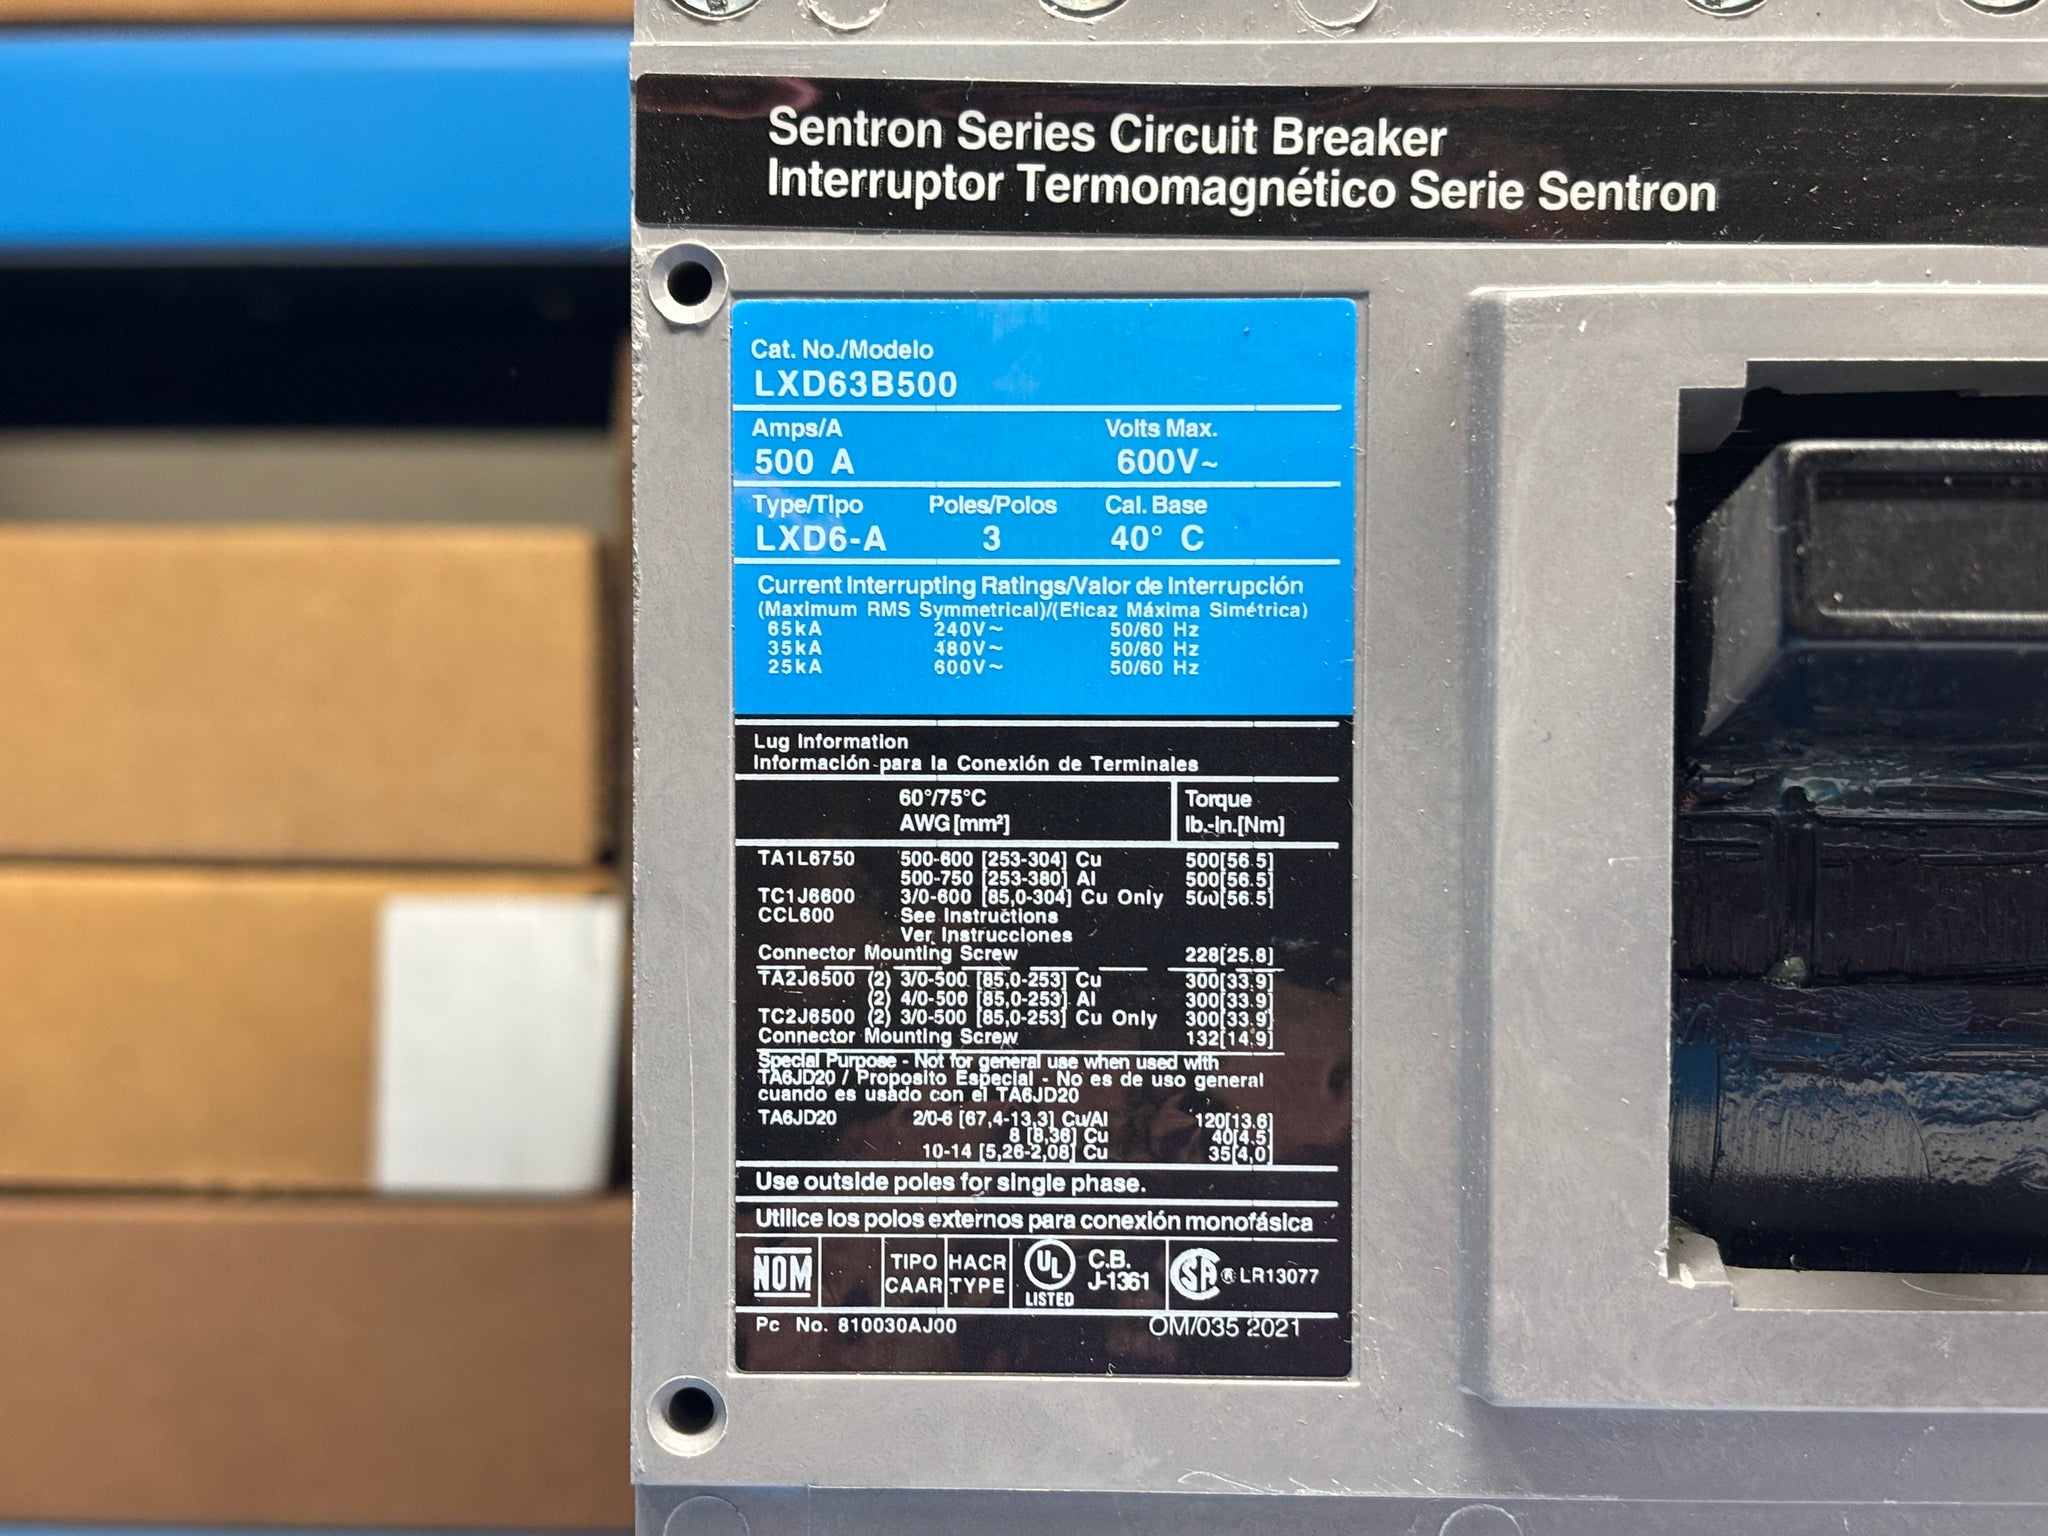 Sentron Series Circuit Breaker
Interruptor Termomagnético Serie Sentron
Cat. No./Modelo
LXD63B500
Amps/A Volts Max.
500 A 600V~
Type/Tipo Poles/Polos Cal. Base
LXD6-A 3 40° C
Current Interrupting Ratings/Valor de Interrupción
(Maximum RMS Symmetrical)/(Eficaz Máxima Simétrica)
65kA 240V~ 50/60 Hz
35kA 480V~ 50/60 Hz
25kA 600V~ 50/60 Hz
Lug Information
Información para la Conexión de Terminales
60°/75°C Torque
AWG[mm²] lb.-in.[Nm]
TA1L6750 500-600 [253-304] Cu 500[56.5]
500-750 [253-380] Al 500[56.5]
TC1J6600 3/0-600 [85,0-304] Cu Only 500[56.5]
CCL600 See Instructions
Ver Instrucciones
Connector Mounting Screw 228[25.8]
TA2J6500 (2) 3/0-500 [85,0-253] Cu 300[33.9]
(2) 4/0-500 [85,0-253] Al 300[33.9]
TC2J6500 (2) 3/0-500 [85,0-253] Cu Only 300[33.9]
Connector Mounting Screw 132[14.9]
Special Purpose - Not for general use when used with
TA6JD20 / Proposito Especial - No es de uso general
cuando es usado con el TA6JD20
TA6JD20 2/0-6 [67,4-13,3] Cu/Al 120[13.6]
8 [8,36] Cu 40[4.5]
10-14 [5,26-2,08] Cu 35[4,0]
Use outside poles for single phase.
Utilice los polos externos para conexión monofásica
NOM TIPO CAAR HACR TYPE UL LISTED C.B. J-1361 CSA ® LR13077
Pc No. 810030AJ00 OM/035 2021